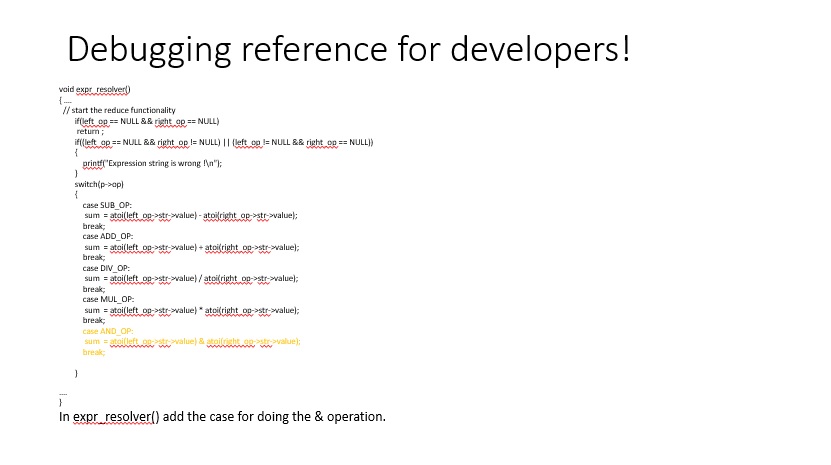 Debugging reference for developers!
void expr_resolver()
{ ....
// start the reduce functionality
if(left_op == NULL && right_op == NULL)
return ;
if((left_op == NULL && right_op != NULL) || (left_op != NULL && right_op == NULL))
{
printf("Expression string is wrong !\n");
}
switch(p->op)
{
case SUB_OP:
sum = atoi(left_op->str->value) - atoi(right_op->str->value);
break;
case ADD_OP:
sum = atoi(left_op->str->value) + atoi(right_op->str->value);
break;
case DIV_OP:
sum = atoi(left_op->str->value) / atoi(right_op->str->value);
break;
case MUL_OP:
sum = atoi(left_op->str->value) * atoi(right_op->str->value);
break;
case AND_OP:
sum = atoi(left_op->str->value) & atoi(right_op->str->value);
break;
}
....
}
In expr_resolver() add the case for doing the & operation.